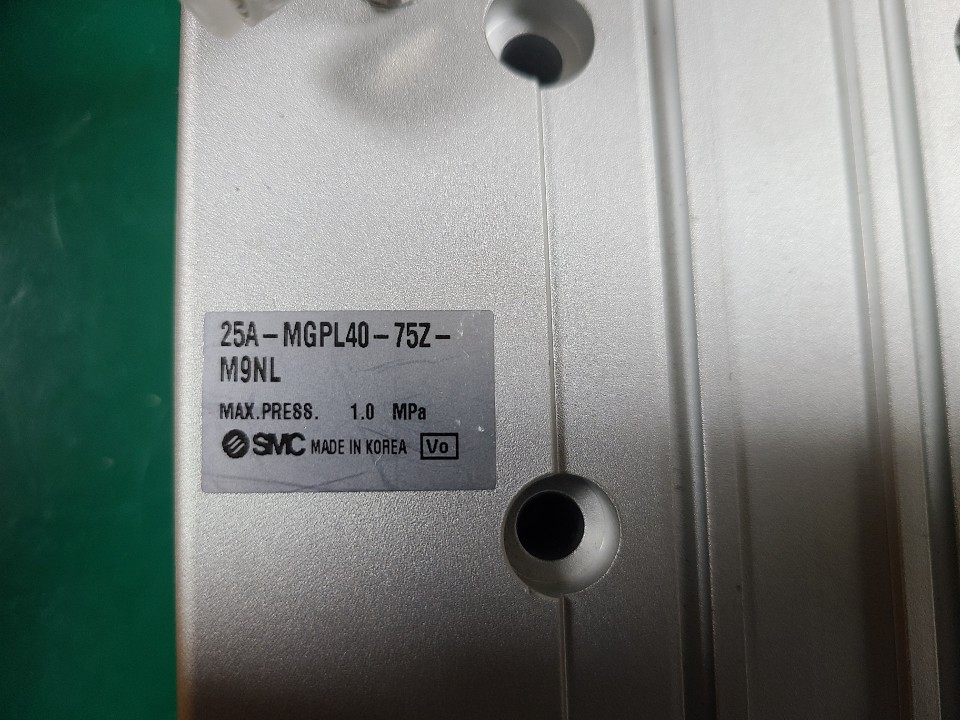 25A-MGPL40-75Z-
M9NL
MAX.PRESS. 1.0 MPa
SMC MADE IN KOREA Vo